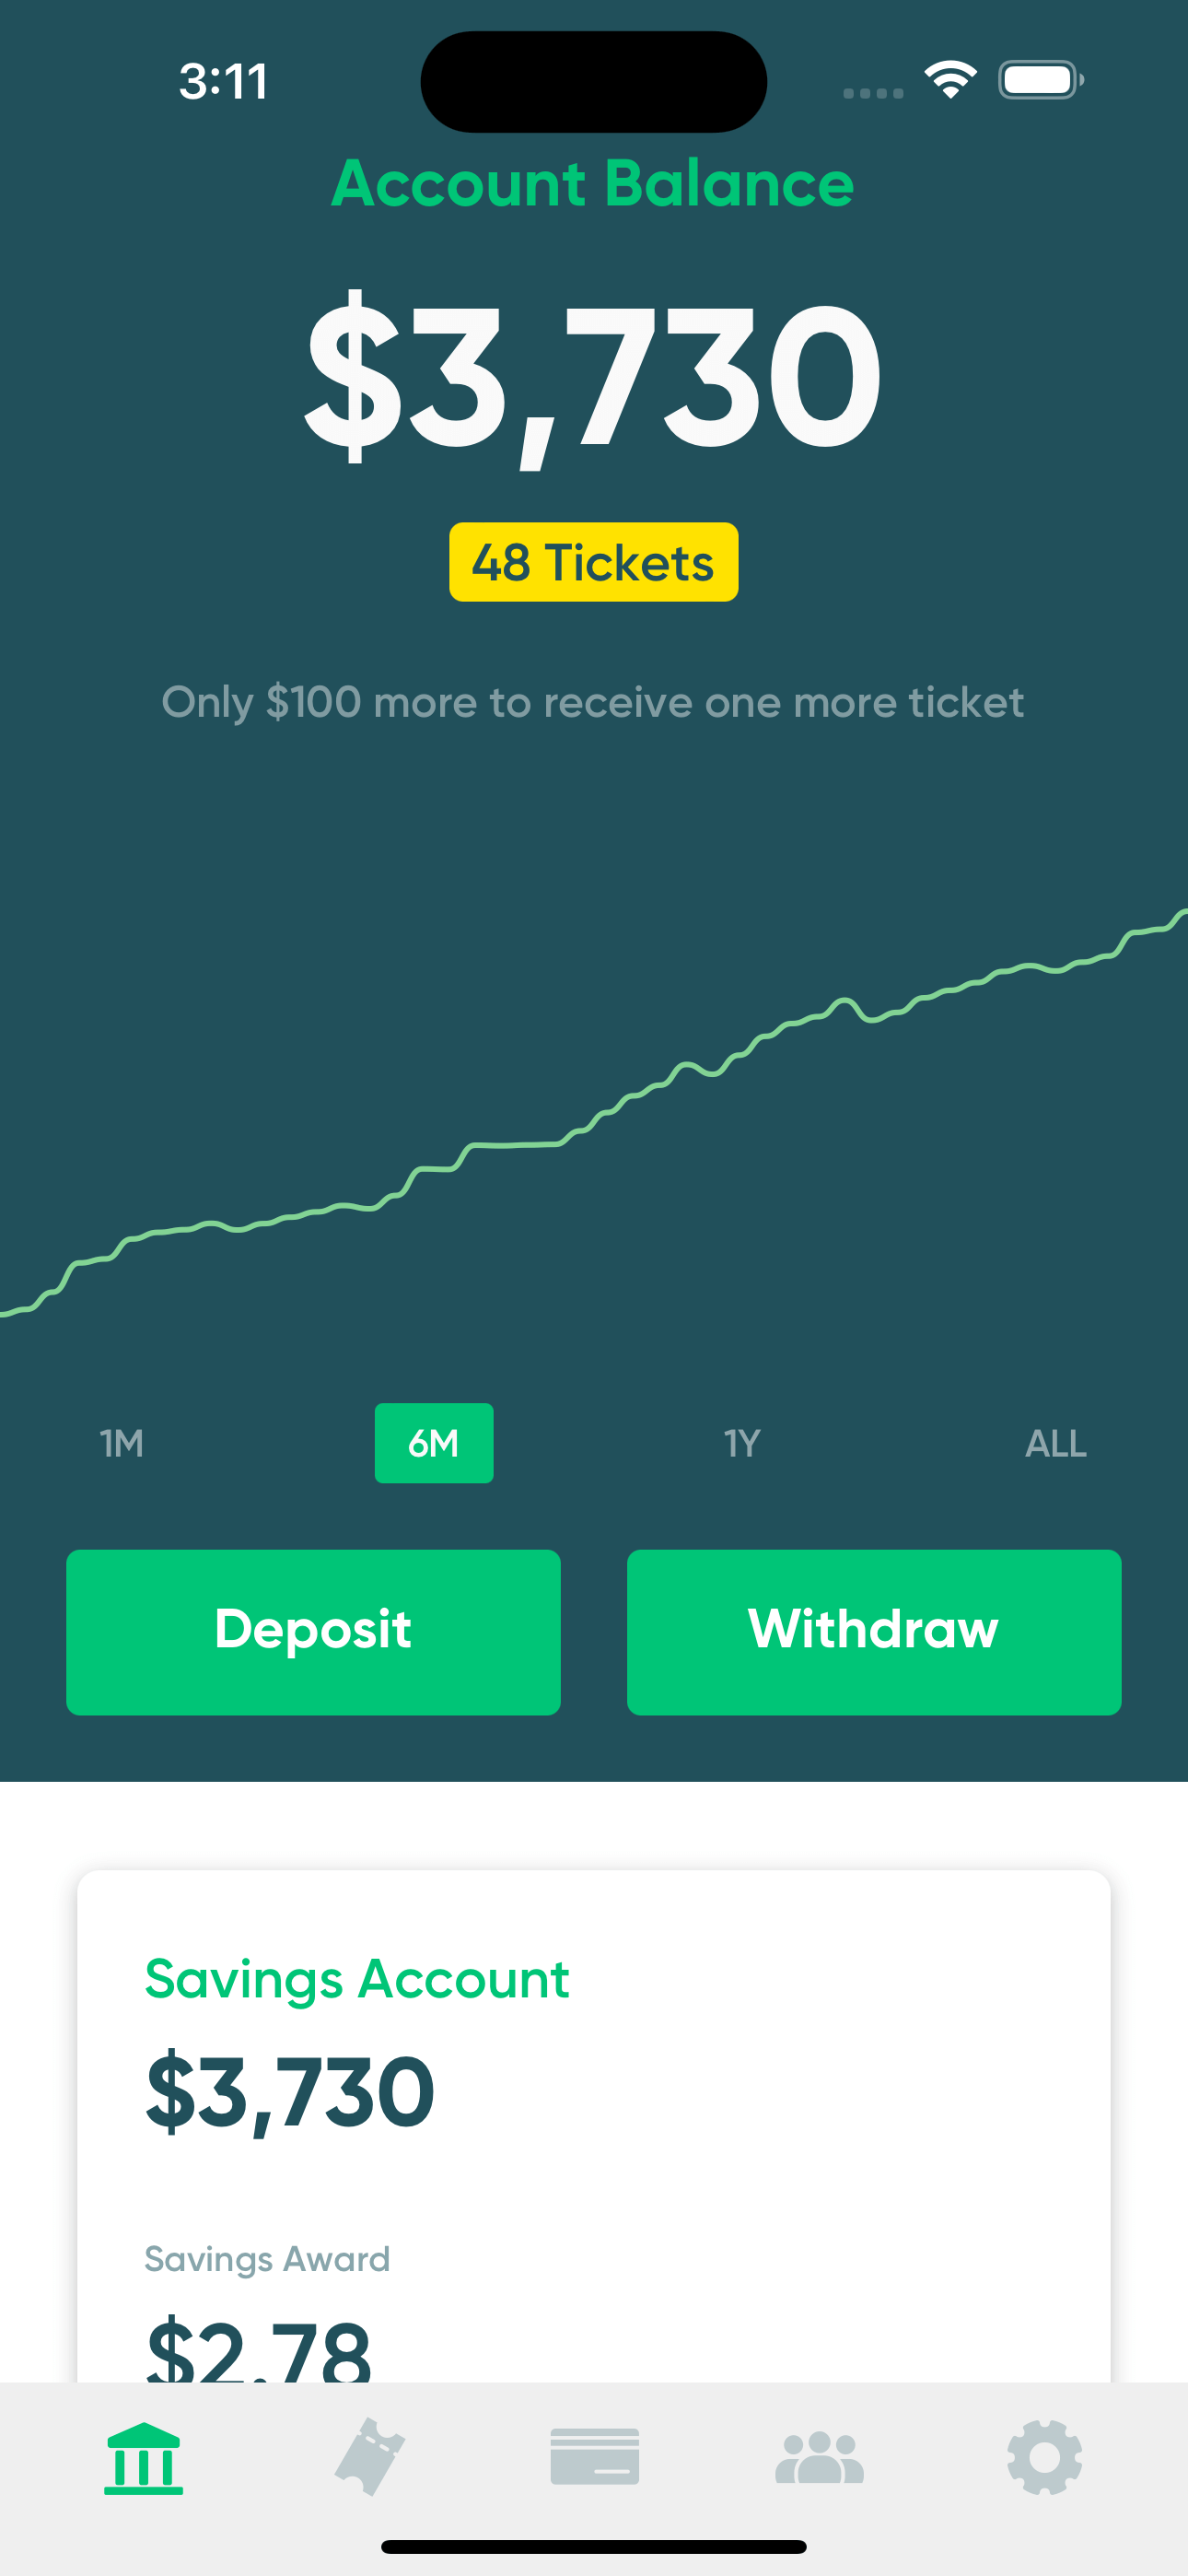 3:11
Account Balance
$3,730
48 Tickets
Only $100 more to receive one more ticket
1M 6M 1Y ALL
Deposit Withdraw
Savings Account
$3,730
Savings Award
$2.78